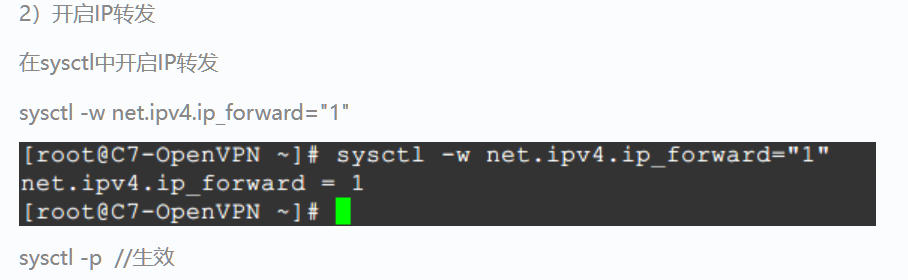 2）开启IP转发
在sysctl中开启IP转发
sysctl -w net.ipv4.ip_forward="1"
[root@C7-OpenVPN ~]# sysctl -w net.ipv4.ip_forward="1"
net.ipv4.ip_forward = 1
[root@C7-OpenVPN ~]#
sysctl -p  //生效